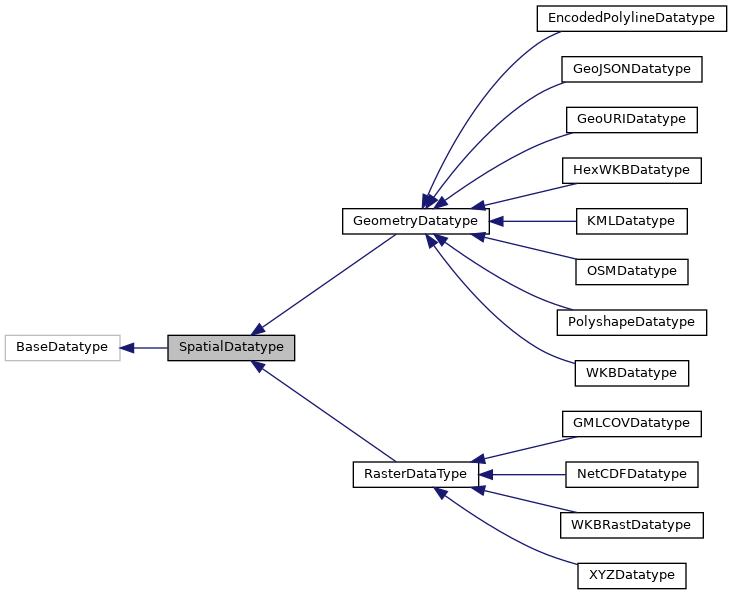 EncodedPolylineDatatype
GeoJSONDatatype
GeoURIDatatype
HexWKBDatatype
GeometryDatatype
KMLDatatype
OSMDatatype
PolyshapeDatatype
BaseDatatype
SpatialDatatype
WKBDatatype
GMLCOVDatatype
RasterDataType
NetCDFDatatype
WKBRastDatatype
XYZDatatype